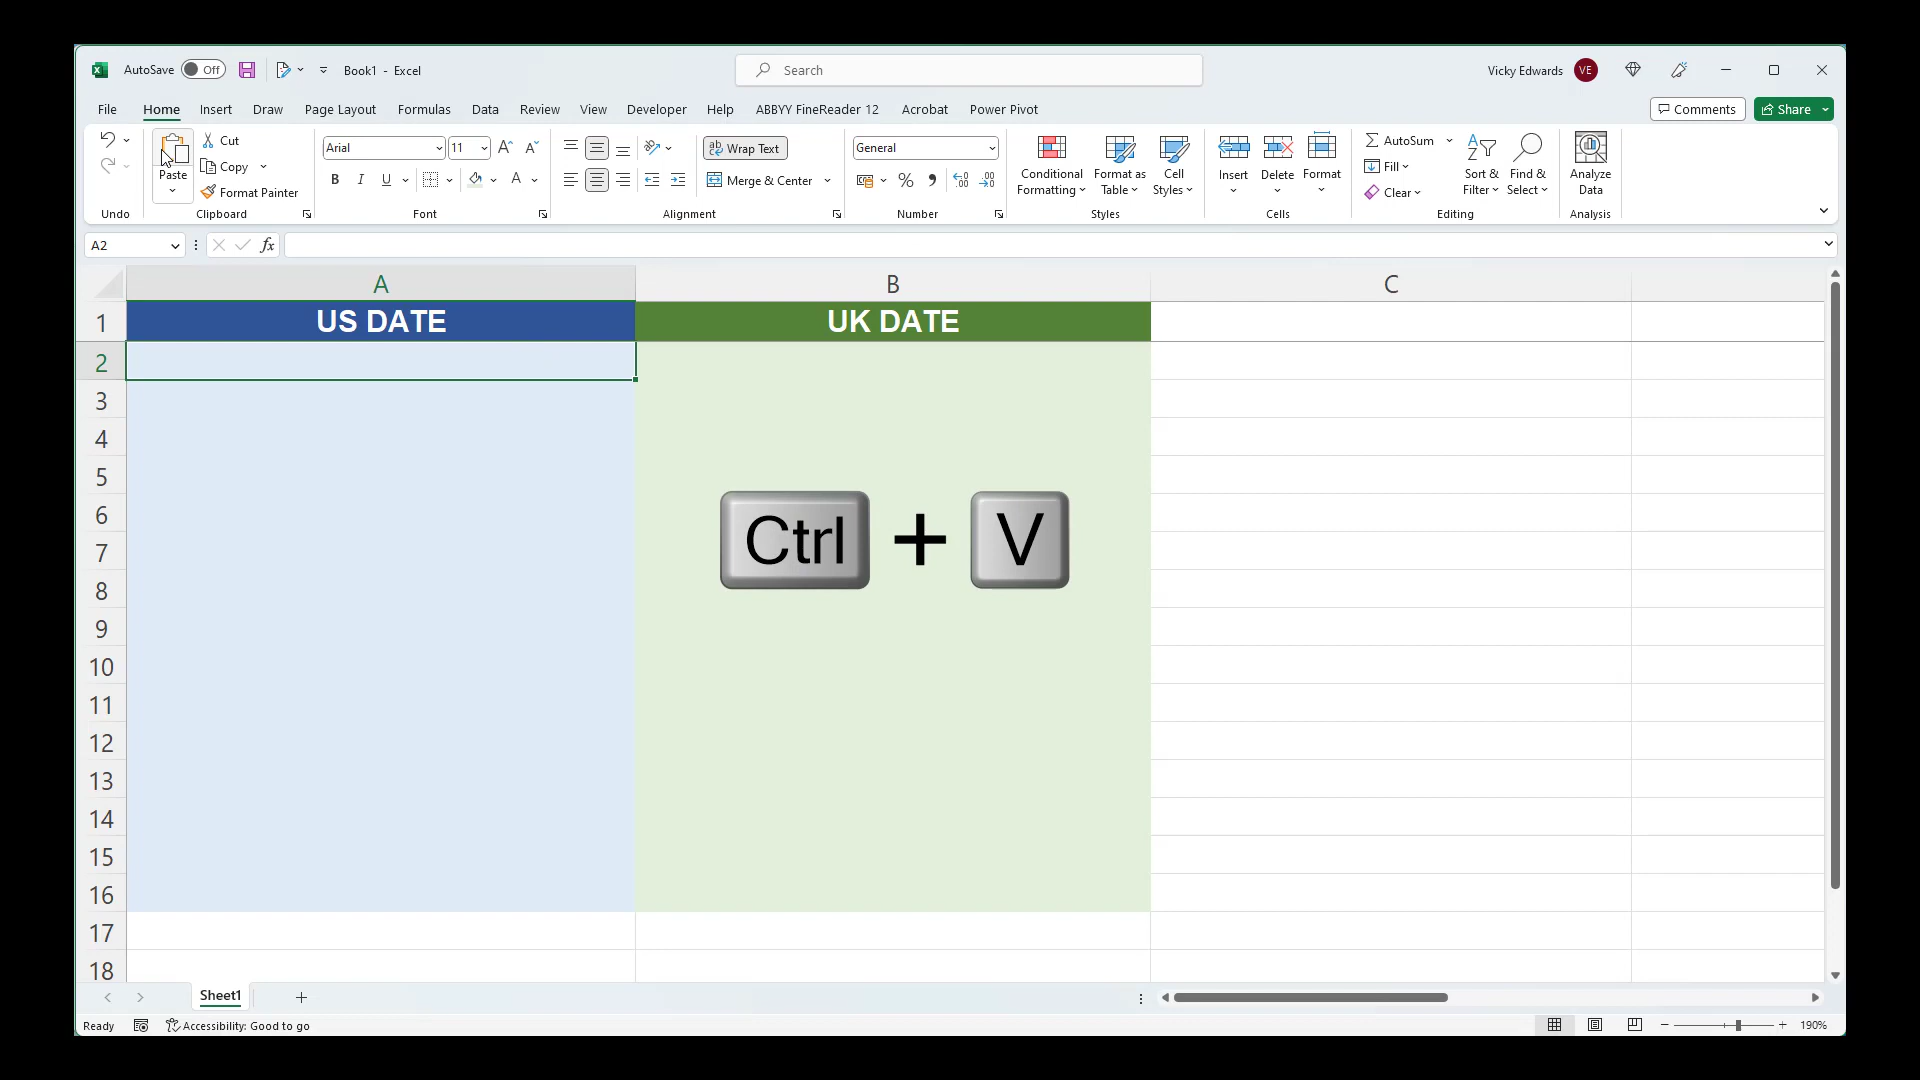 AutoSave Off Book1 - Excel Search Vicky Edwards VE
File Home Insert Draw Page Layout Formulas Data Review View Developer Help ABBYY FineReader 12 Acrobat Power Pivot Comments Share
Paste
Cut
Copy
Format Painter
Arial 11
B I U A
ab Wrap Text
Merge & Center
General
% 9
Conditional Formatting
Format as Table
Cell Styles
Insert Delete Format
AutoSum
Fill
Clear
Sort & Filter
Find & Select
Analyze Data
Undo Clipboard Font Alignment Number Styles Cells Editing Analysis
A2 fx
A B C
1 US DATE UK DATE
2
3
4
5
6
7 Ctrl + V
8
9
10
11
12
13
14
15
16
17
18
Sheet1
Ready Accessibility: Good to go 190%